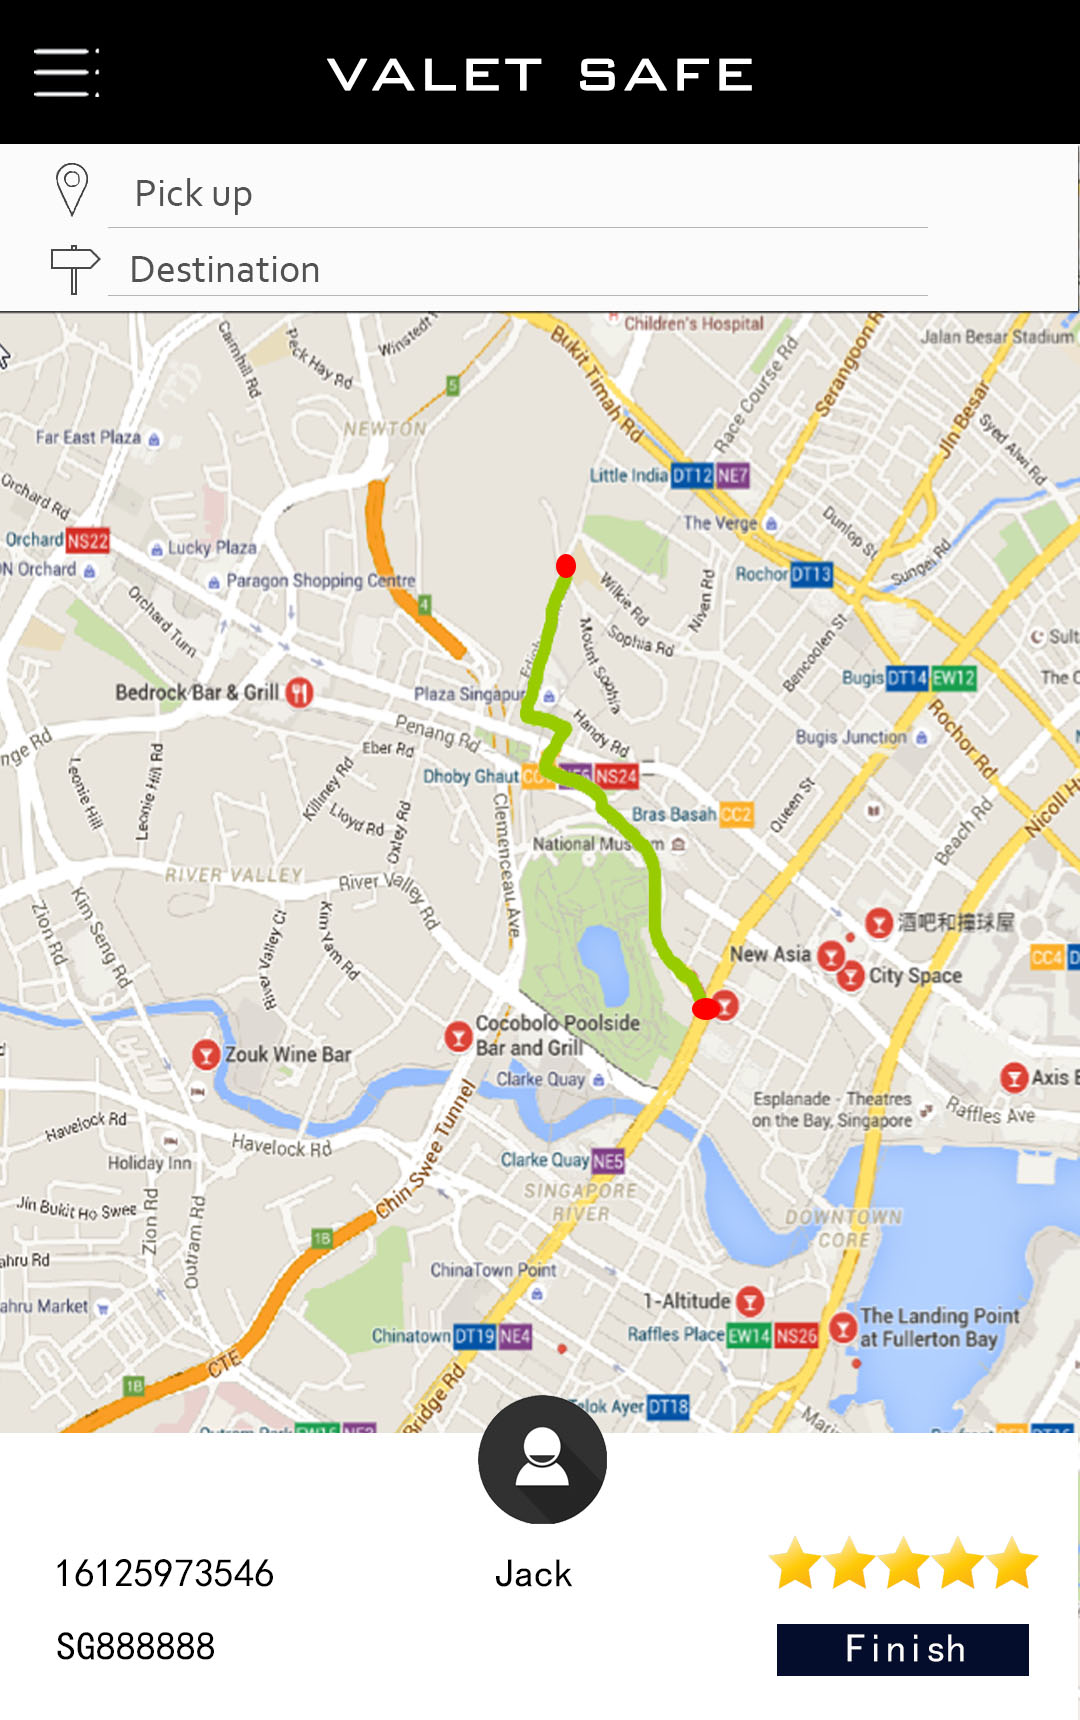 VALET SAFE
Pick up
Destination
Children's Hospital
Jalan Besar Stadium
Cairnhill Rd
Peck Hay Rd
Winstedt
Bukit Timah Rd
Race Course Rd
Serangoon R
Jln Besar
Syed Alwi Rd
5
NEWTON
Far East Plaza
Little India DT12 NE7
Orchard Rd
The Verge
Dunlop St
Orchard NS22
Lucky Plaza
N Orchard
Paragon Shopping Centre
Rochor DT13
Sungei Rd
4
Orchard Turn
Wilkie Rd
Niven Rd
Sophia Rd
Mount Sophia
Bencoolen St
Sult
Bugis DT14 EW12
The C
Bedrock Bar & Grill
Plaza Singapur
Handy Rd
Rochor Rd
Bugis Junction
Penang Rd
Eber Rd
nge Rd
Leonie Hill
Leonie Hill Rd
Killiney Rd
Lloyd Rd
Oxley Rd
Dhoby Ghaut NS24
Clemenceau Ave
Bras Basah CC2
Queen St
Beach Rd
Nicoll H
National Mus m
RIVER VALLEY
River Valley Rd
Zion Rd
Kim Seng Rd
River Valley Cl
Kim Yam Rd
酒吧和撞球屋
New Asia
City Space
CC4 D
Cocobolo Poolside
Bar and Grill
Zouk Wine Bar
Clarke Quay
Axis B
Esplanade - Theatres
on the Bay, Singapore
Raffles Ave
Havelock Rd
Havelock Rd
Holiday Inn
Chin Swee Tunnel
Clarke Quay NE5
SINGAPORE
RIVER
Jln Bukit Ho Swee
Zion Rd
Outram Rd
DOWNTOWN
CORE
1B
ahru Rd
ChinaTown Point
ahru Market
1-Altitude
The Landing Point
at Fullerton Bay
Chinatown DT19 NE4
Raffles Place EW14 NS26
CTE
1B
Bridge Rd
elok Ayer DT18
Marin
16125973546
Jack
SG888888
Finish